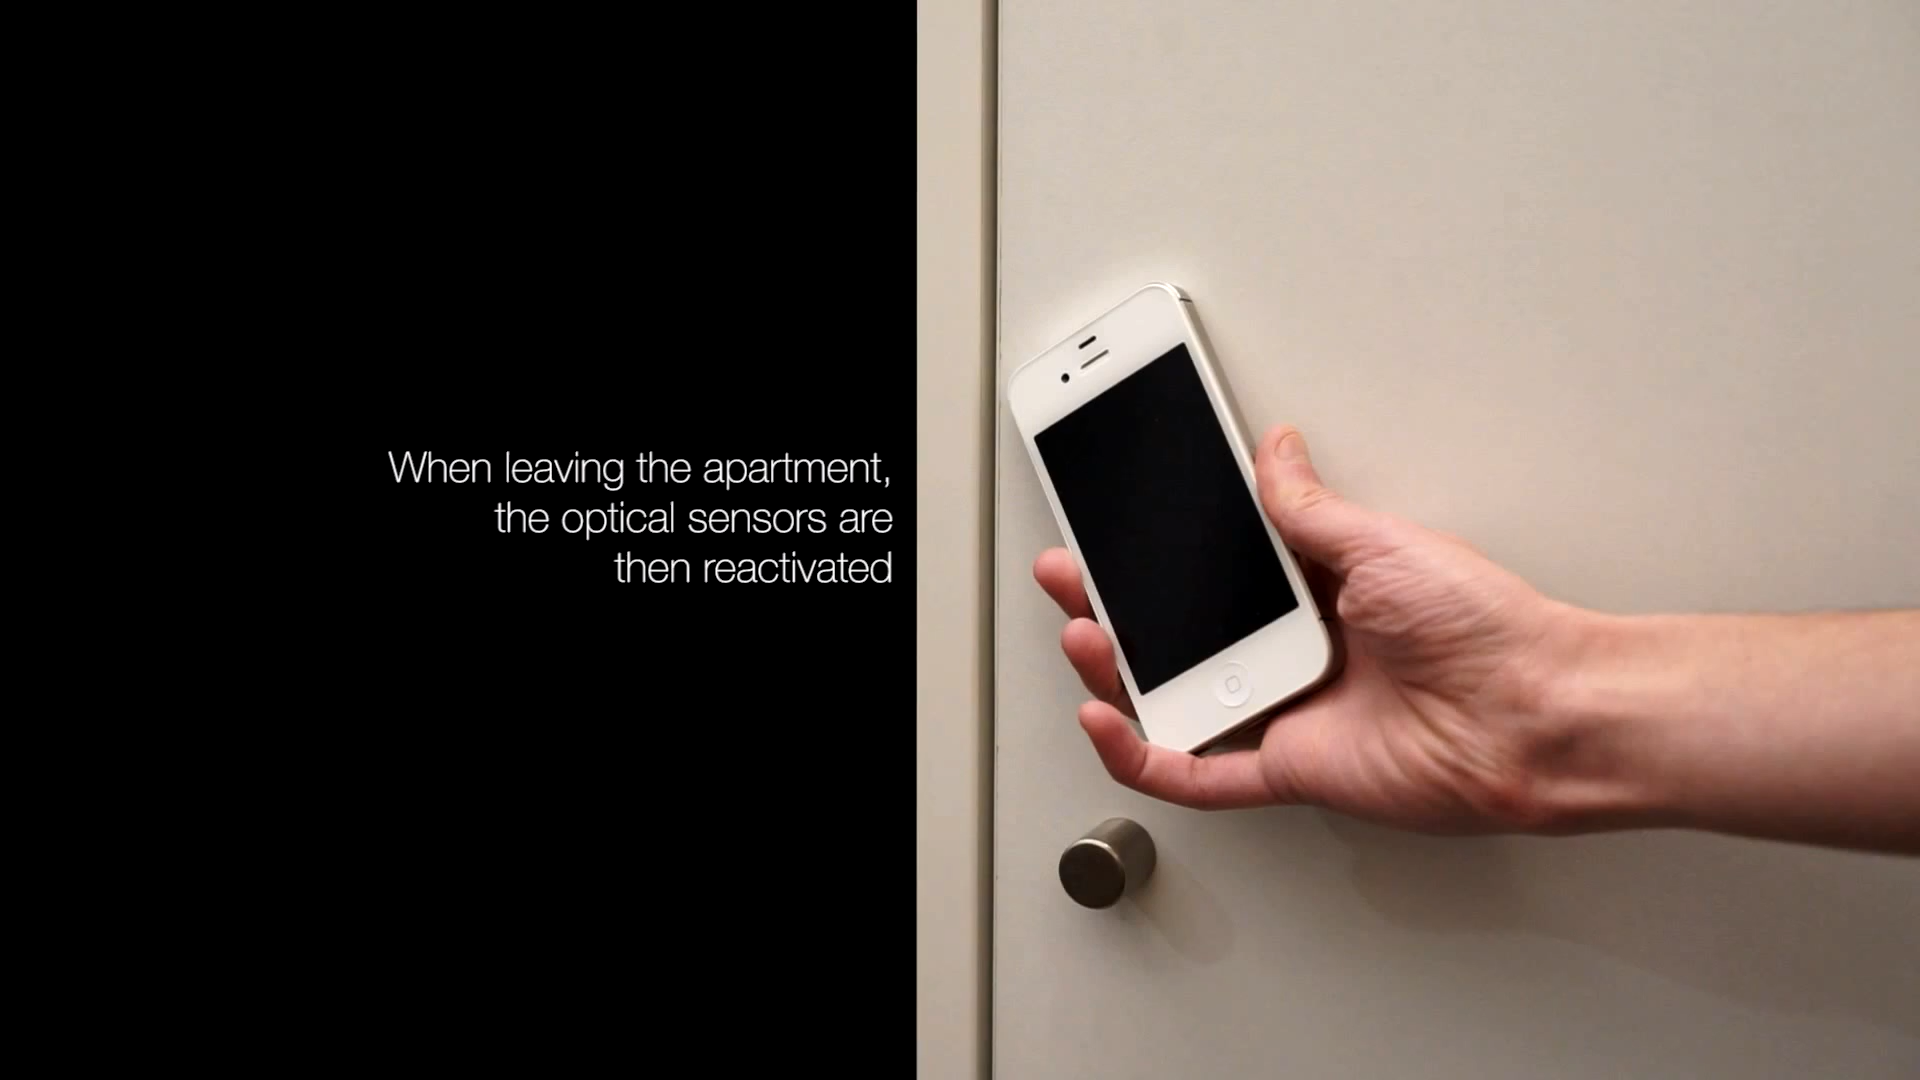 When leaving the apartment,
the optical sensors are
then reactivated